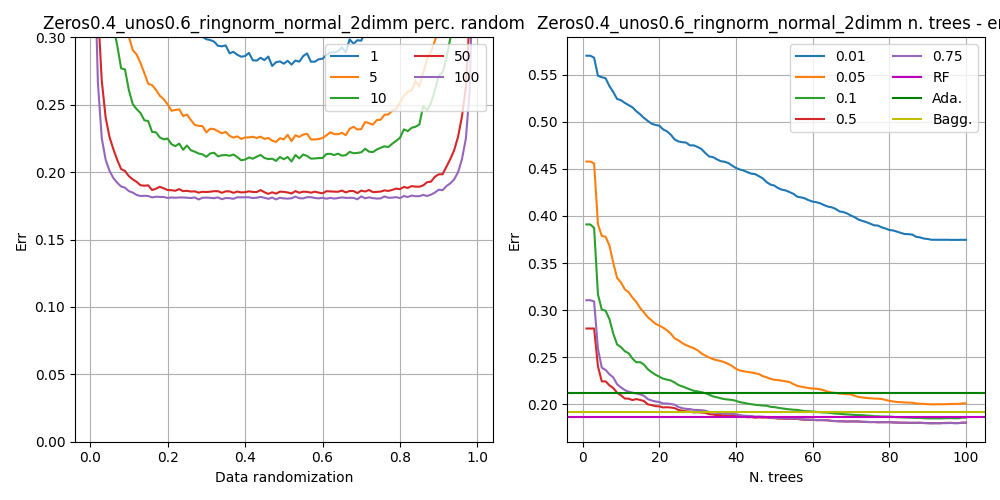 Zeros0.4_unos0.6_ringnorm_normal_2dimm perc. random
0.30
0.25
0.20
0.15
0.10
0.05
0.00
Err
0.0 0.2 0.4 0.6 0.8 1.0
Data randomization
1 50
5 100
10
Zeros0.4_unos0.6_ringnorm_normal_2dimm n. trees - er
0.55
0.50
0.45
0.40
0.35
0.30
0.25
0.20
Err
0 20 40 60 80 100
N. trees
0.01 0.75
0.05 RF
0.1 Ada.
0.5 Bagg.